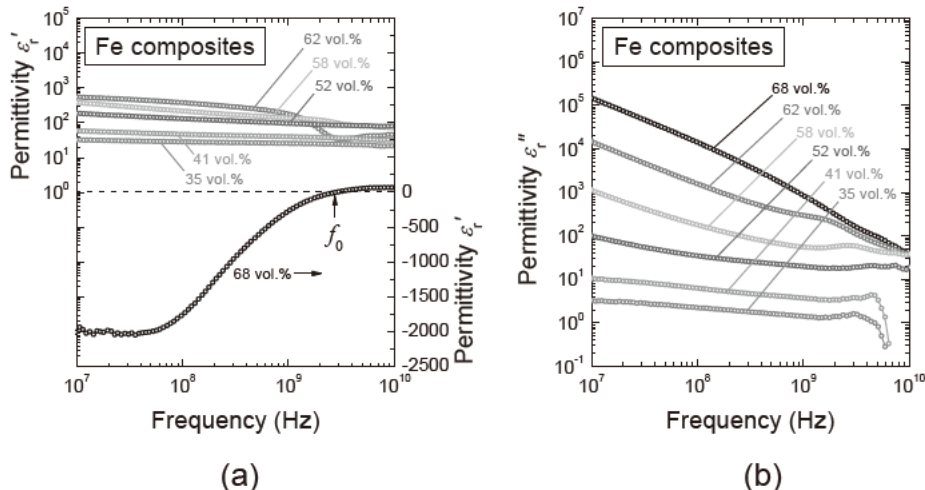 Fe composites
62 vol.%
58 vol.%
52 vol.%
41 vol.%
35 vol.%
68 vol.%
f0
Permittivity εr′
10^5
10^4
10^3
10^2
10^1
10^0
0
-500
-1000
-1500
-2000
-2500
Permittivity εr′
10^7
10^8
10^9
10^10
Frequency (Hz)
(a)
Fe composites
68 vol.%
62 vol.%
58 vol.%
52 vol.%
41 vol.%
35 vol.%
Permittivity εr″
10^7
10^6
10^5
10^4
10^3
10^2
10^1
10^0
10^-1
10^7
10^8
10^9
10^10
Frequency (Hz)
(b)